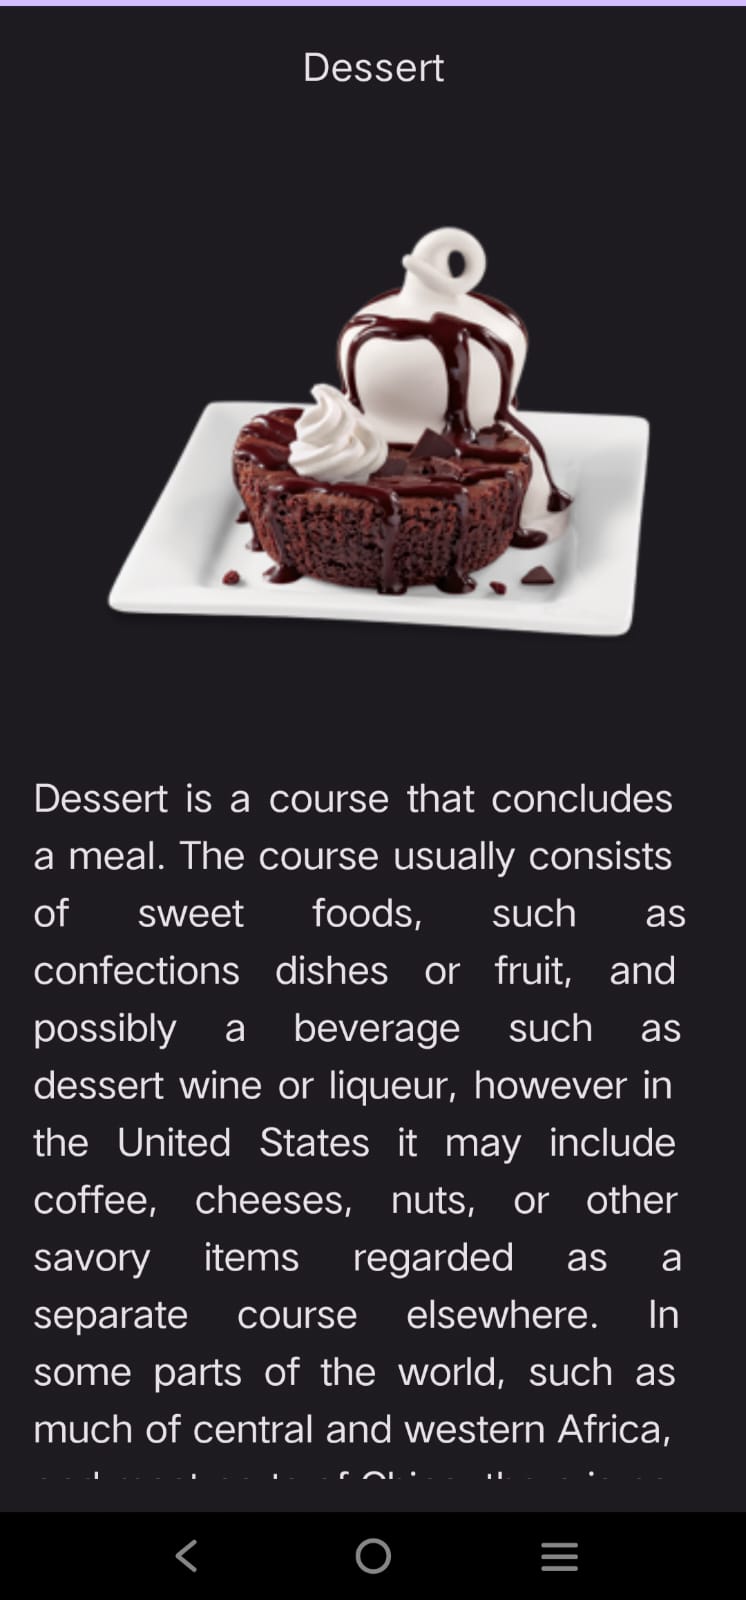 Dessert
Dessert is a course that concludes
a meal. The course usually consists
of sweet foods, such as
confections dishes or fruit, and
possibly a beverage such as
dessert wine or liqueur, however in
the United States it may include
coffee, cheeses, nuts, or other
savory items regarded as a
separate course elsewhere. In
some parts of the world, such as
much of central and western Africa,